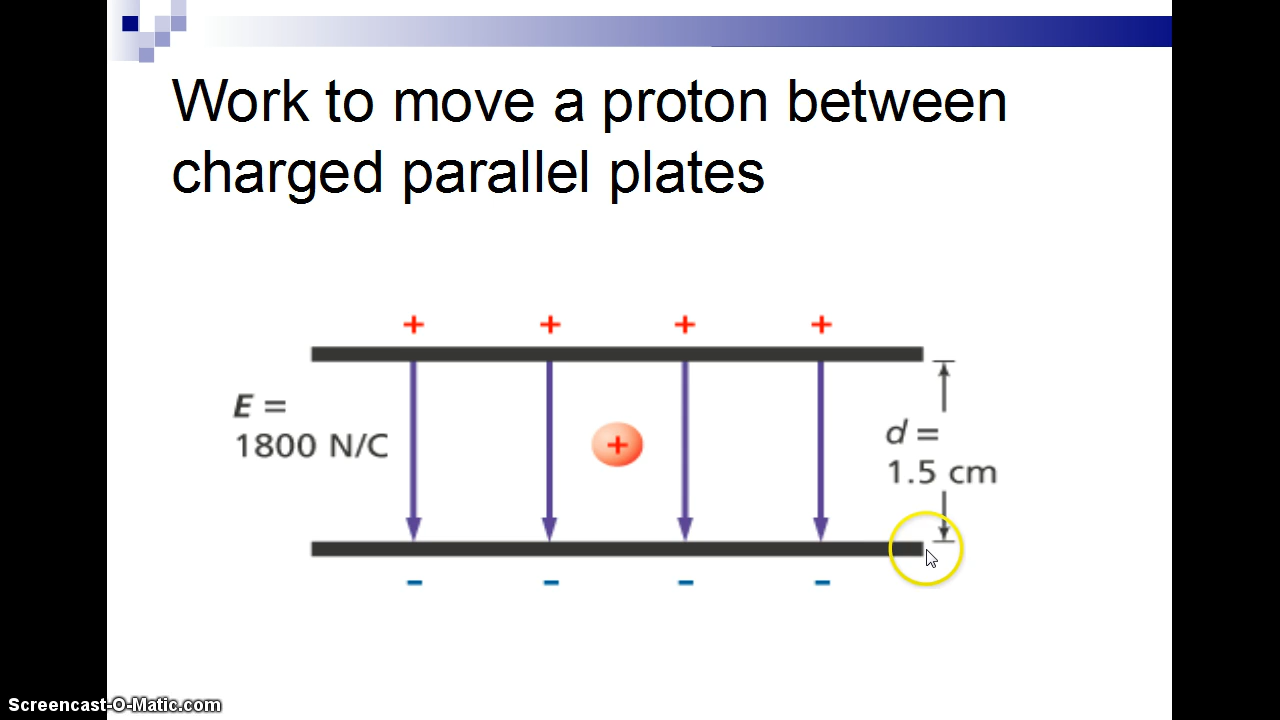 Work to move a proton between
charged parallel plates
+ + + +
E =
1800 N/C
+
d =
1.5 cm
- - - -
Screencast-O-Matic.com